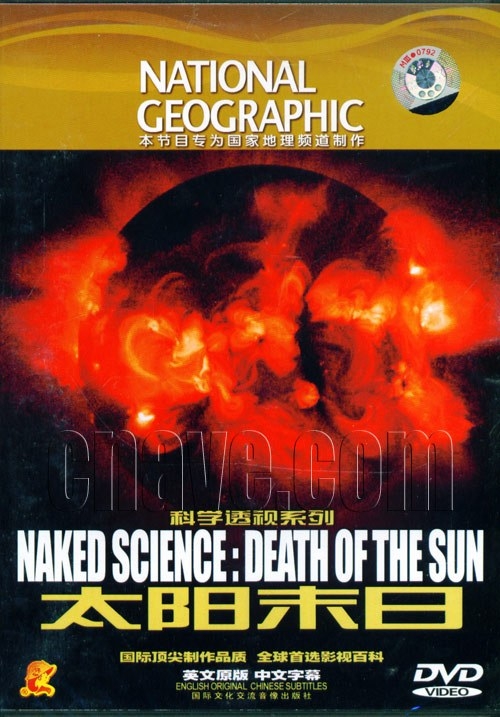 NATIONAL
GEOGRAPHIC
本节目专为国家地理频道制作
0792
cnave.com
科学透视系列
NAKED SCIENCE : DEATH OF THE SUN
太阳末日
国际顶尖制作品质 全球首选影视百科
英文原版 中文字幕
ENGLISH ORIGINAL CHINESE SUBTITLES
国际文化交流音像出版社
DVD
VIDEO